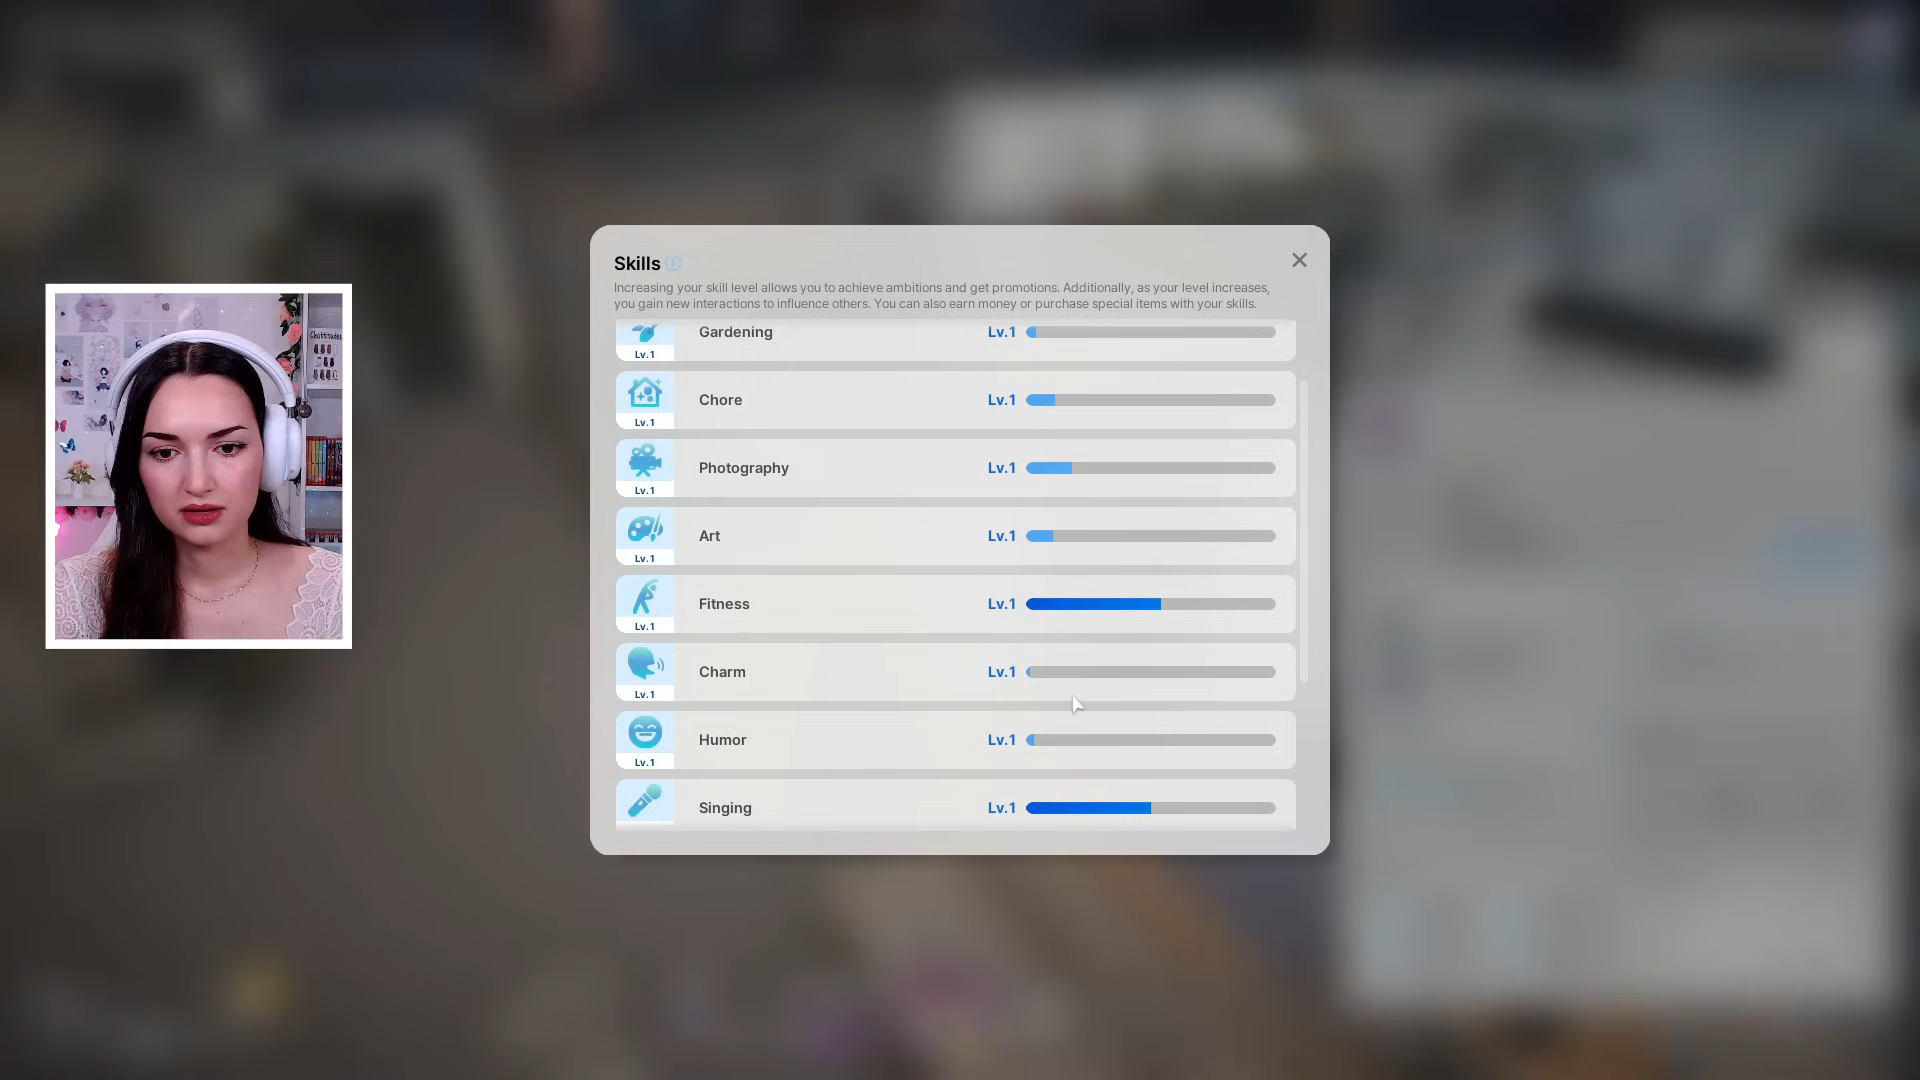 Skills
Increasing your skill level allows you to achieve ambitions and get promotions. Additionally, as your level increases,
you gain new interactions to influence others. You can also earn money or purchase special items with your skills.
Gardening Lv.1
Lv.1
Chore Lv.1
Lv.1
Photography Lv.1
Lv.1
Art Lv.1
Lv.1
Fitness Lv.1
Lv.1
Charm Lv.1
Lv.1
Humor Lv.1
Lv.1
Singing Lv.1